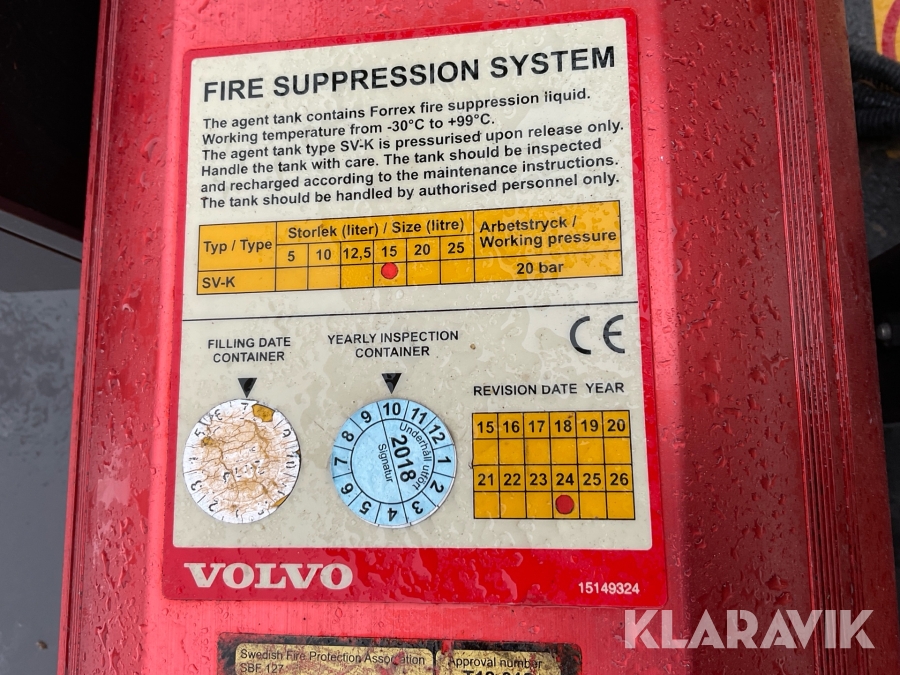 FIRE SUPPRESSION SYSTEM
The agent tank contains Forrex fire suppression liquid.
Working temperature from -30°C to +99°C.
The agent tank type SV-K is pressurised upon release only.
Handle the tank with care. The tank should be inspected
and recharged according to the maintenance instructions.
The tank should be handled by authorised personnel only.
Typ / Type
Storlek (liter) / Size (litre)
Arbetstryck /
Working pressure
5 10 12,5 15 20 25
SV-K
20 bar
CE
FILLING DATE
CONTAINER
YEARLY INSPECTION
CONTAINER
REVISION DATE YEAR
15 16 17 18 19 20
21 22 23 24 25 26
1 2 3 4 5 6 7 8 9 10 11 12
Underhåll utfört
2018
Signatur
VOLVO
15149324
KLARAVIK
Swedish Fire Protection Association
SBF 127
Approval number